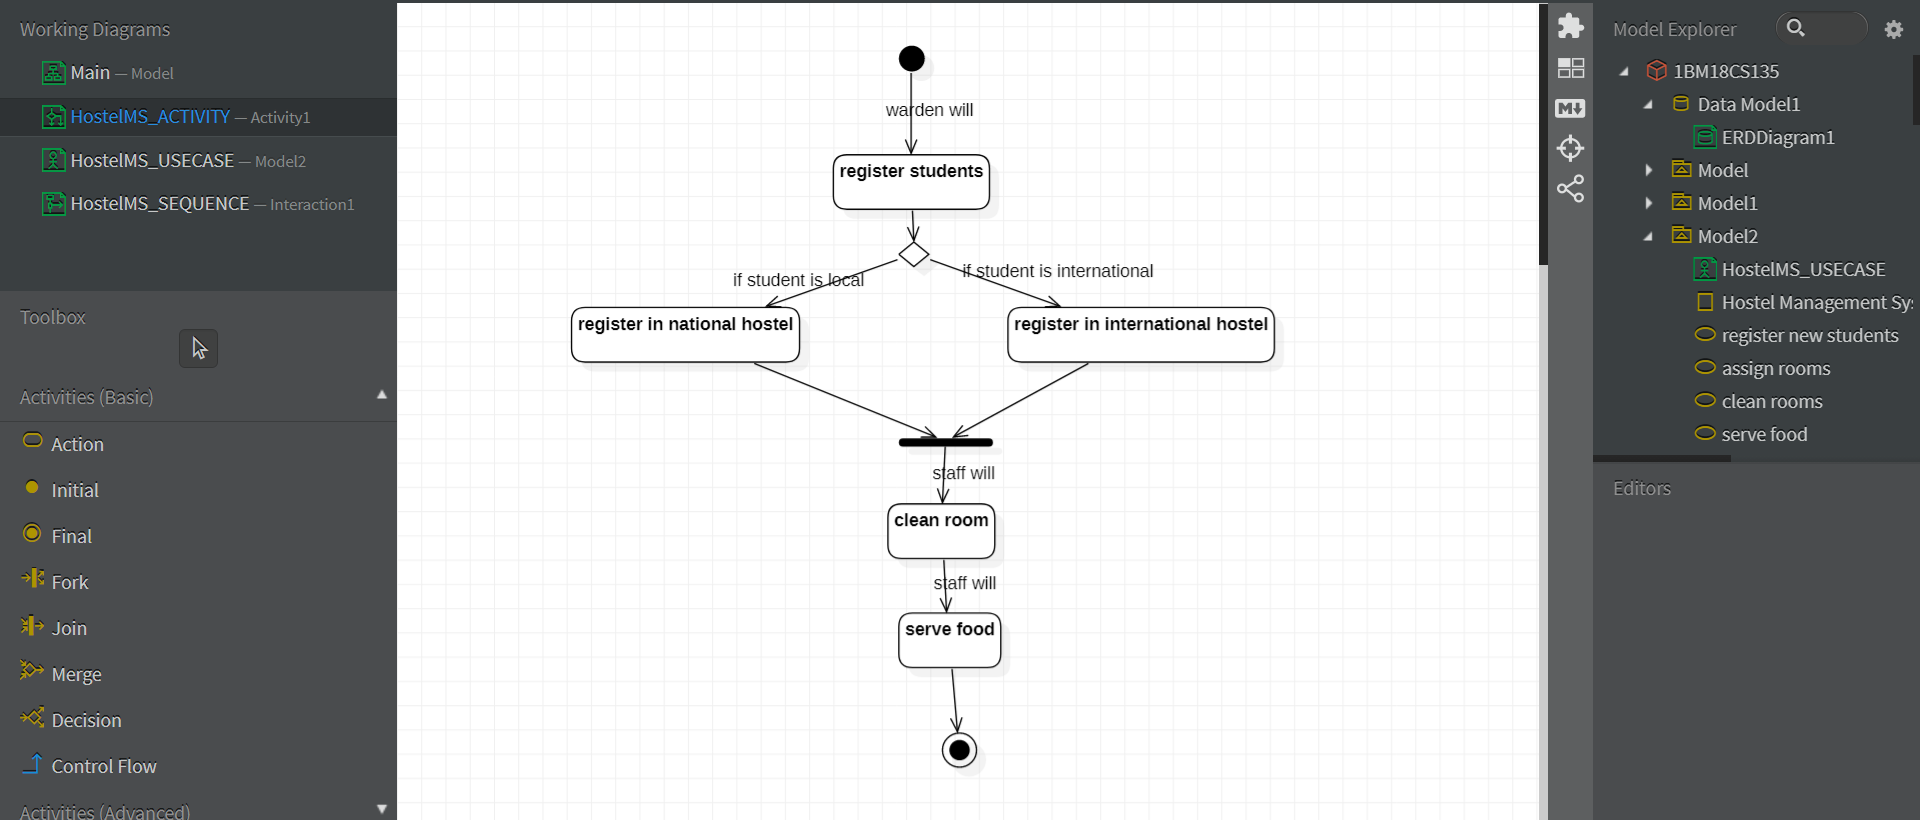 Working Diagrams
Main — Model
HostelMS_ACTIVITY — Activity1
HostelMS_USECASE — Model2
HostelMS_SEQUENCE — Interaction1
Toolbox
Activities (Basic)
Action
Initial
Final
Fork
Join
Merge
Decision
Control Flow
Activities (Advanced)
warden will
register students
if student is local
if student is international
register in national hostel
register in international hostel
staff will
clean room
staff will
serve food
M
Model Explorer
1BM18CS135
Data Model1
ERDDiagram1
Model
Model1
Model2
HostelMS_USECASE
Hostel Management Sy
register new students
assign rooms
clean rooms
serve food
Editors